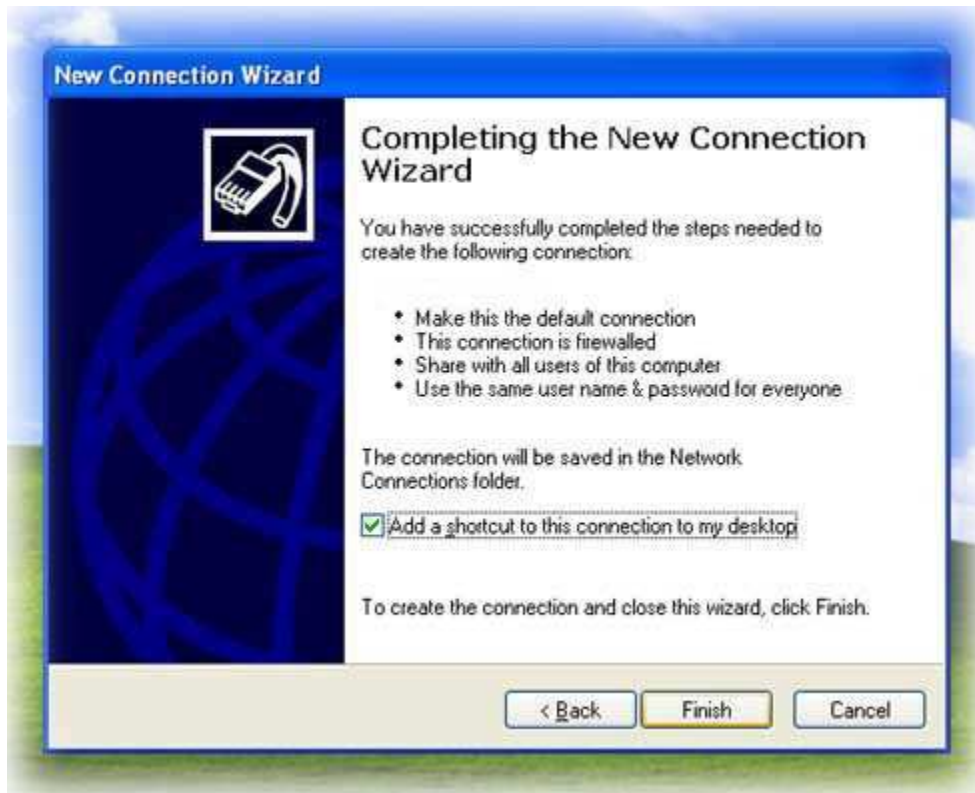 New Connection Wizard
Completing the New Connection
Wizard
You have successfully completed the steps needed to
create the following connection:
• Make this the default connection
• This connection is firewalled
• Share with all users of this computer
• Use the same user name & password for everyone
The connection will be saved in the Network
Connections folder.
Add a shortcut to this connection to my desktop
To create the connection and close this wizard, click Finish.
< Back Finish Cancel